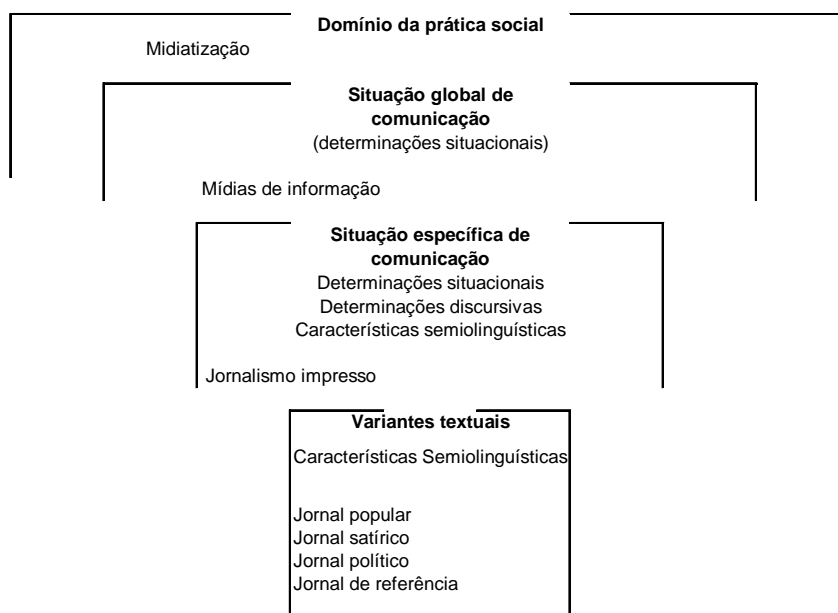 Domínio da prática social
Midiatização
Situação global de
comunicação
(determinações situacionais)
Mídias de informação
Situação específica de
comunicação
Determinações situacionais
Determinações discursivas
Características semiolinguísticas
Jornalismo impresso
Variantes textuais
Características Semiolinguísticas
Jornal popular
Jornal satírico
Jornal político
Jornal de referência